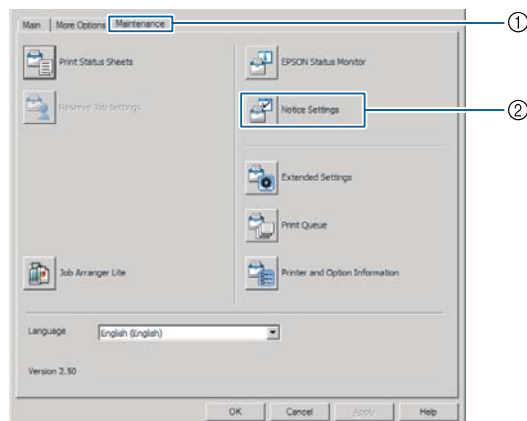 Main More Options Maintenance
①
Print Status Sheets
EPSON Status Monitor
Reserve Job Settings
Notice Settings
②
Extended Settings
Print Queue
Job Arranger Lite
Printer and Option Information
Language
English (English)
Version 2.50
OK Cancel Apply Help